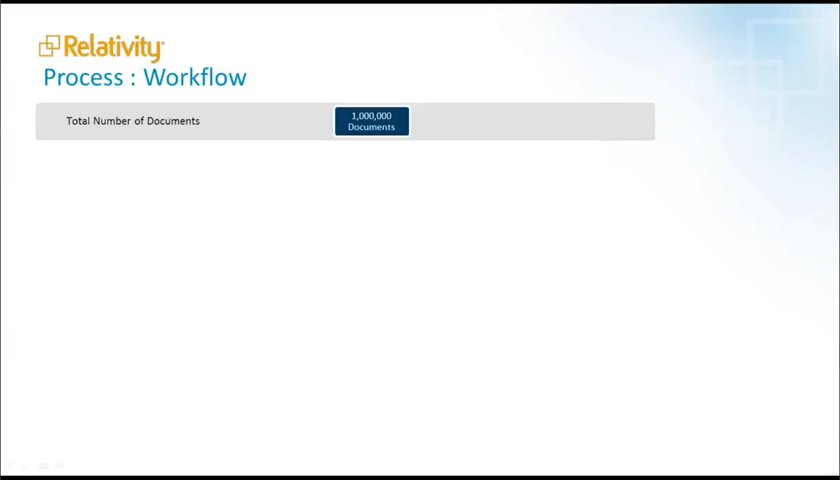 Relativity
Process : Workflow
Total Number of Documents
1,000,000
Documents